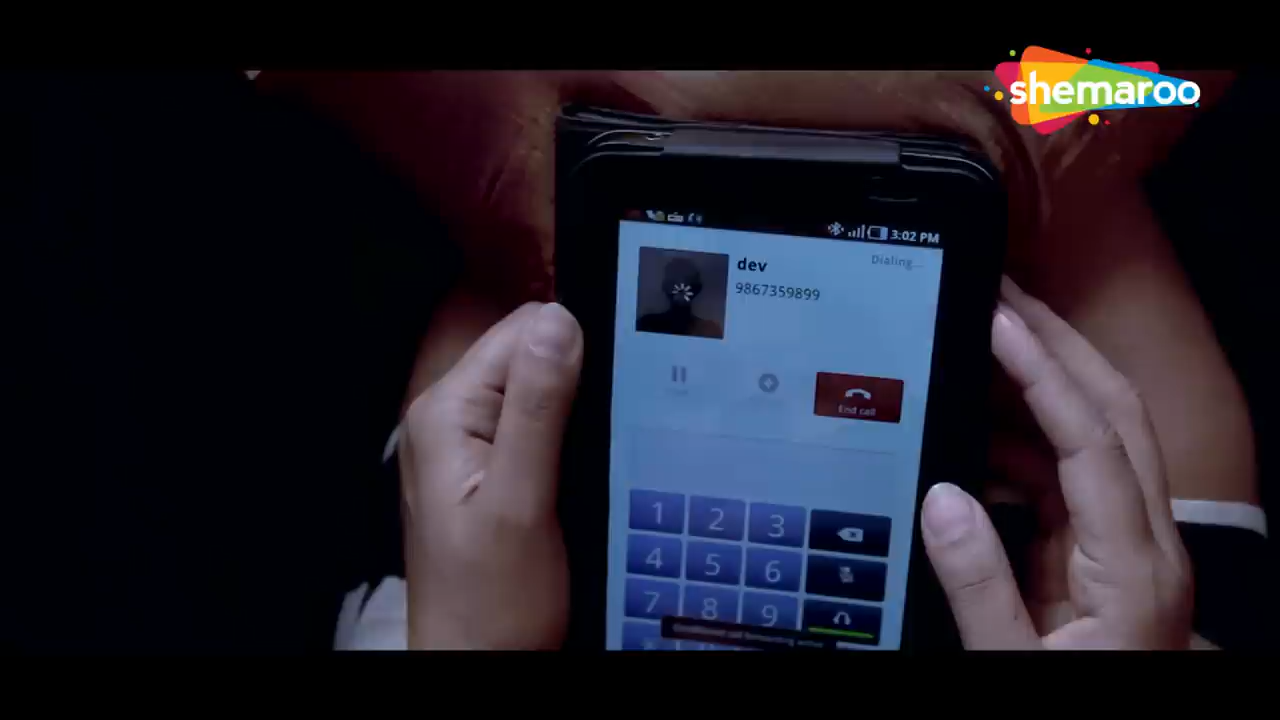 shemaroo
3:02 PM
dev
Dialing...
9867359899
End call
1 2 3
4 5 6
7 8 9